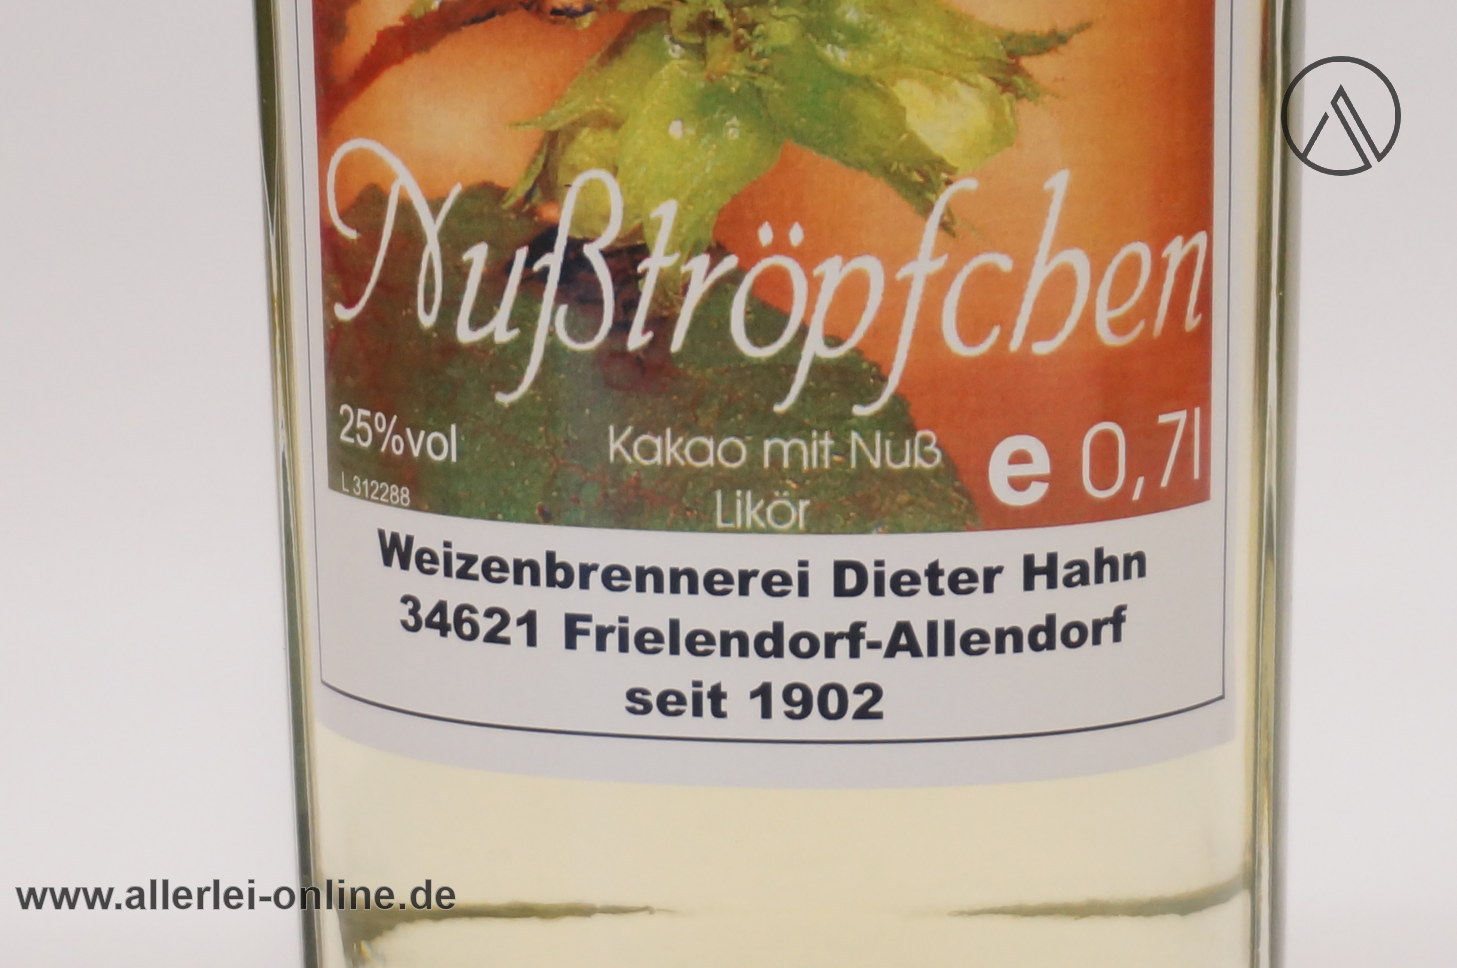 Nußtröpfchen
25%vol
Kakao mit Nuß
e 0,7l
L 312288
Likör
Weizenbrennerei Dieter Hahn
34621 Frielendorf-Allendorf
seit 1902
www.allerlei-online.de